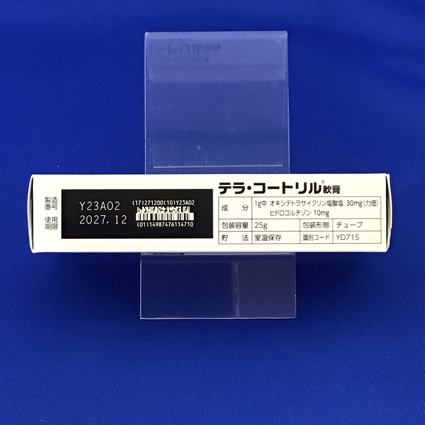 テラ・コートリル®軟膏
製造番号 Y23A02
使用期限 2027.12
(17)271200(10)Y23A02
(01)14987476114710
成分 1g中 オキシテトラサイクリン塩酸塩 30mg(力価)
ヒドロコルチゾン 10mg
包装容量 25g 包装形態 チューブ
貯法 室温保存 識別コード YD715